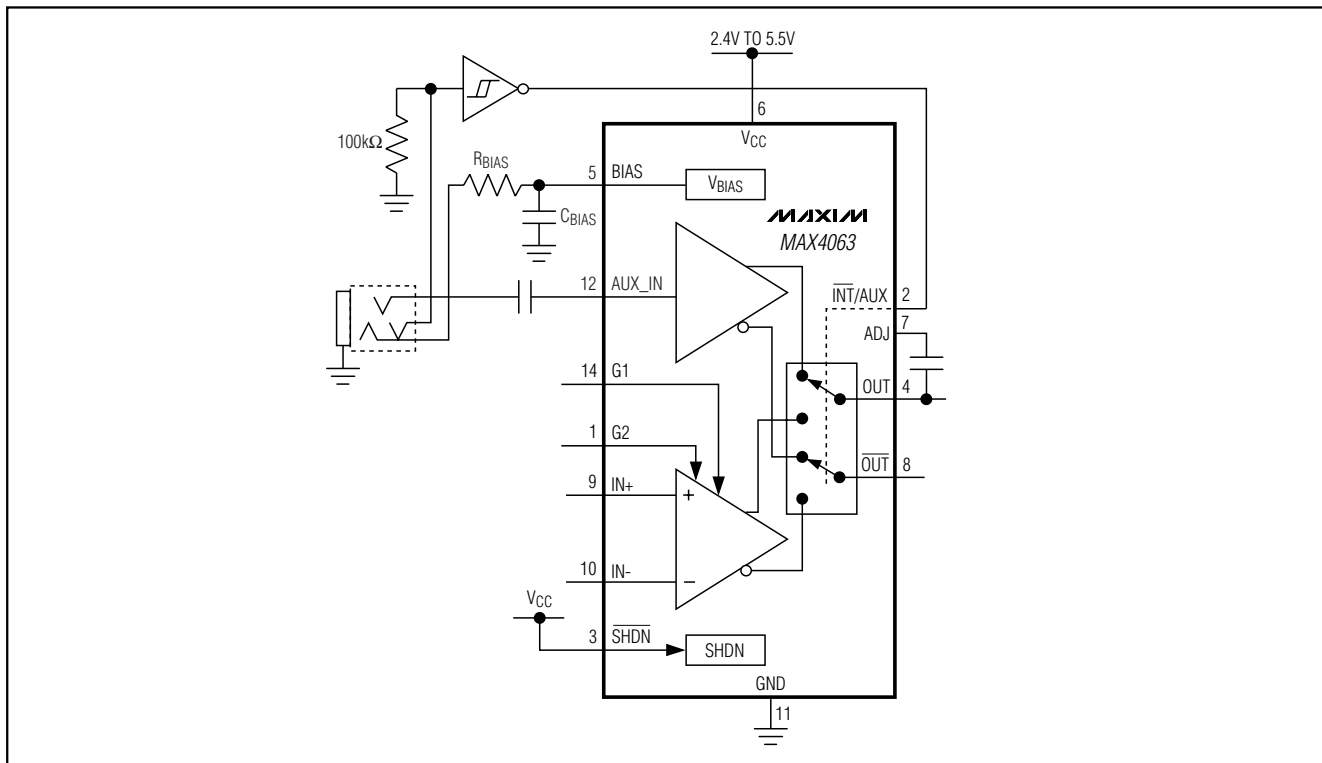 2.4V TO 5.5V
6
VCC
100kΩ
RBIAS
5 BIAS
VBIAS
CBIAS
MAXIM
MAX4063
12 AUX_IN
INT/AUX 2
7
ADJ
14 G1
OUT 4
1 G2
OUT 8
9 IN+
+
10 IN-
−
VCC
3 SHDN
SHDN
GND
11